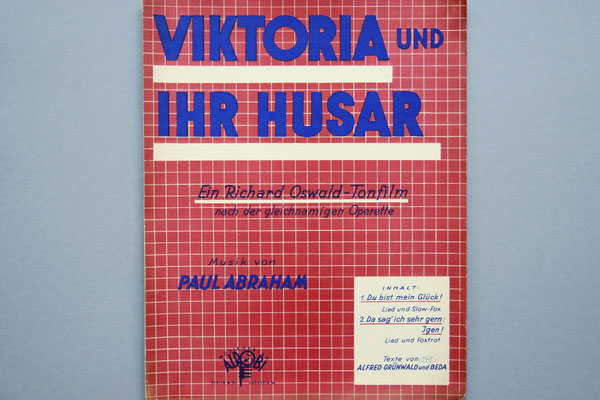 VIKTORIA UND
IHR HUSAR
Ein Richard Oswald-Tonfilm
nach der gleichnamigen Operette
Musik von
PAUL ABRAHAM
INHALT:
1. Du bist mein Glück!
Lied und Slow-Fox
2. Da sag' ich sehr gern:
Jgen!
Lied und Foxtrot
Texte von
ALFRED GRÜNWALD und BEDA
ALROBI